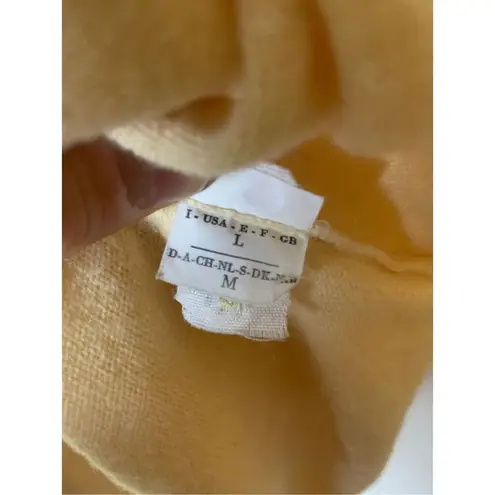 I - USA - E - F - GB
L
D-A-CH-NL-S-DK-
M